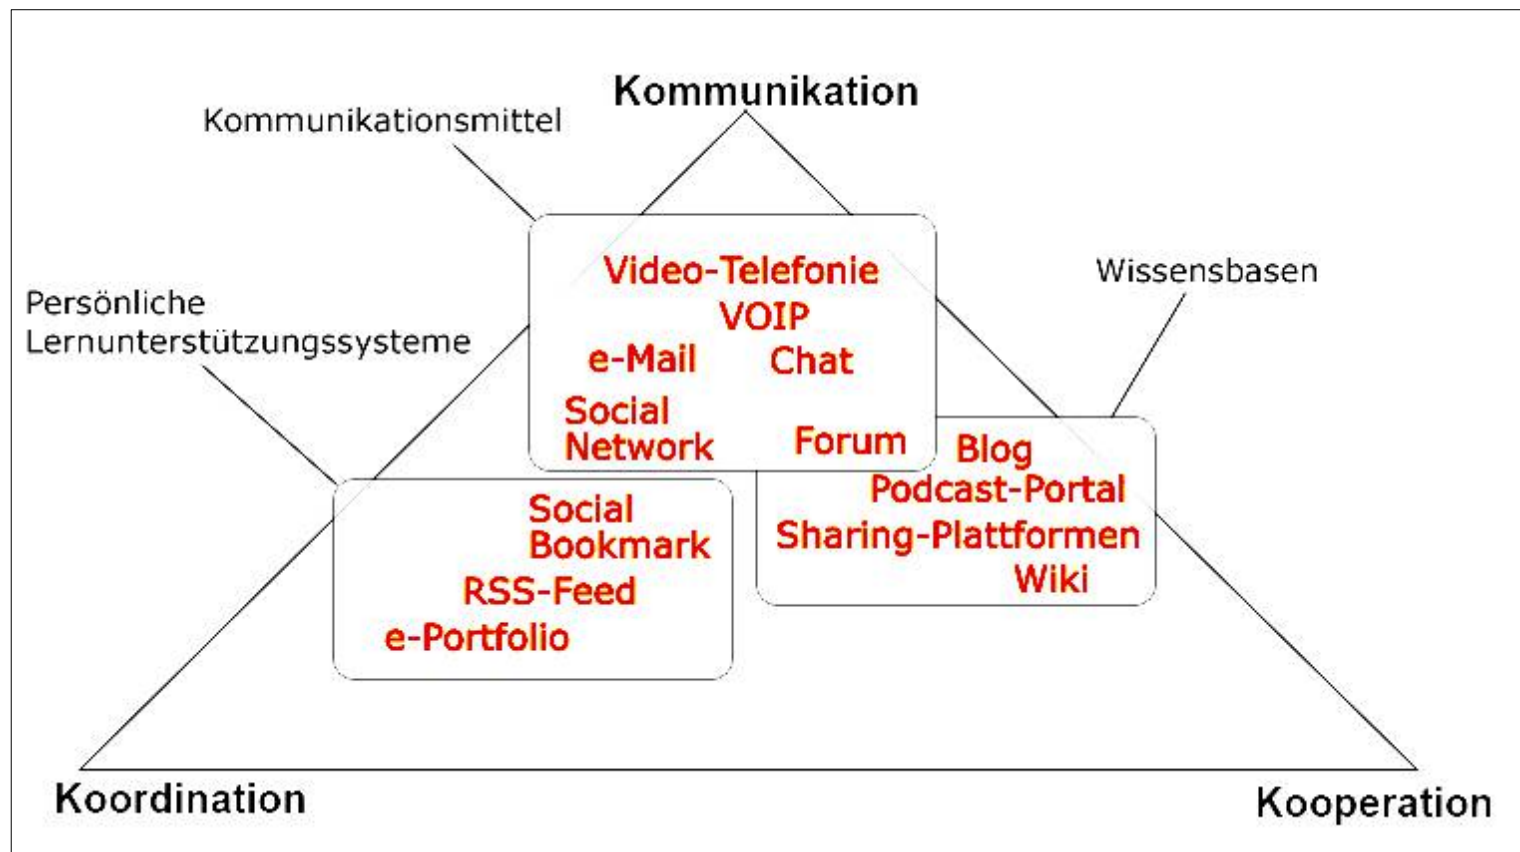 Kommunikation
Kommunikationsmittel
Video-Telefonie
VOIP
e-Mail Chat
Social
Network
Forum
Wissensbasen
Blog
Podcast-Portal
Sharing-Plattformen
Wiki
Persönliche
Lernunterstützungssysteme
Social
Bookmark
RSS-Feed
e-Portfolio
Koordination
Kooperation